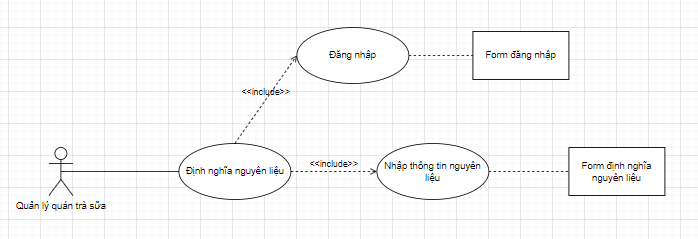 Đăng nhập
Form đăng nhập
<<include>>
Định nghĩa nguyên liệu
<<include>>
Nhập thông tin nguyên
liệu
Form định nghĩa
nguyên liệu
Quản lý quán trà sữa